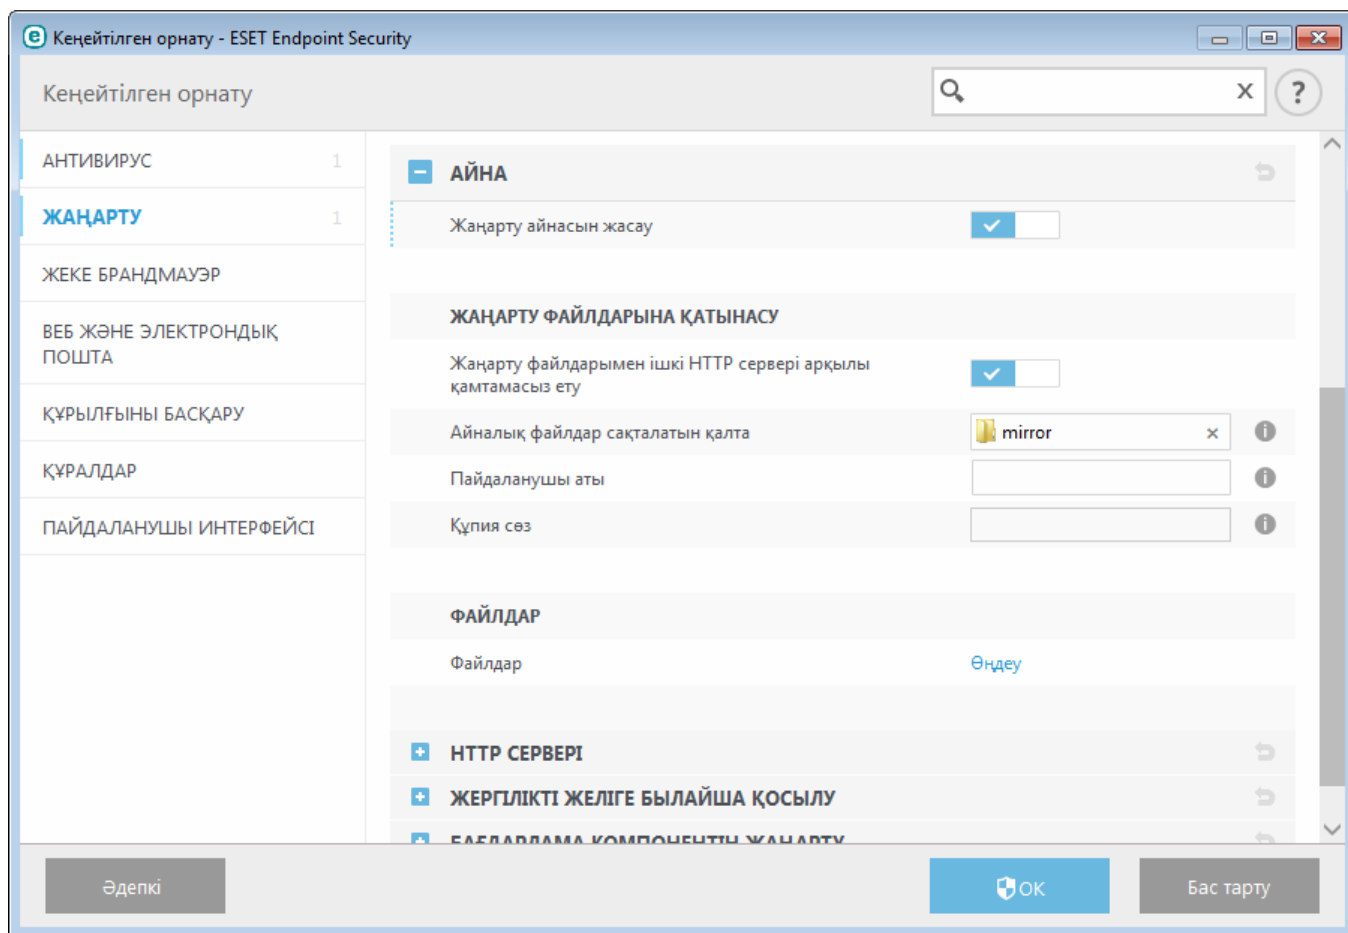 Кеңейтілген орнату - ESET Endpoint Security
Кеңейтілген орнату
АНТИВИРУС 1
ЖАҢАРТУ 1
ЖЕКЕ БРАНДМАУЭР
ВЕБ ЖӘНЕ ЭЛЕКТРОНДЫҚ
ПОШТА
ҚҰРЫЛҒЫНЫ БАСҚАРУ
ҚҰРАЛДАР
ПАЙДАЛАНУШЫ ИНТЕРФЕЙСІ
АЙНА
Жаңарту айнасын жасау
ЖАҢАРТУ ФАЙЛДАРЫНА ҚАТЫНАСУ
Жаңарту файлдарымен ішкі HTTP сервері арқылы
қамтамасыз ету
Айналық файлдар сақталатын қалта mirror
Пайдаланушы аты
Құпия сөз
ФАЙЛДАР
Файлдар Өңдеу
HTTP СЕРВЕРІ
ЖЕРГІЛІКТІ ЖЕЛІГЕ БЫЛАЙША ҚОСЫЛУ
БАҒДАРЛАМА КОМПОНЕНТІН ЖАҢАРТУ
Әдепкі OK Бас тарту